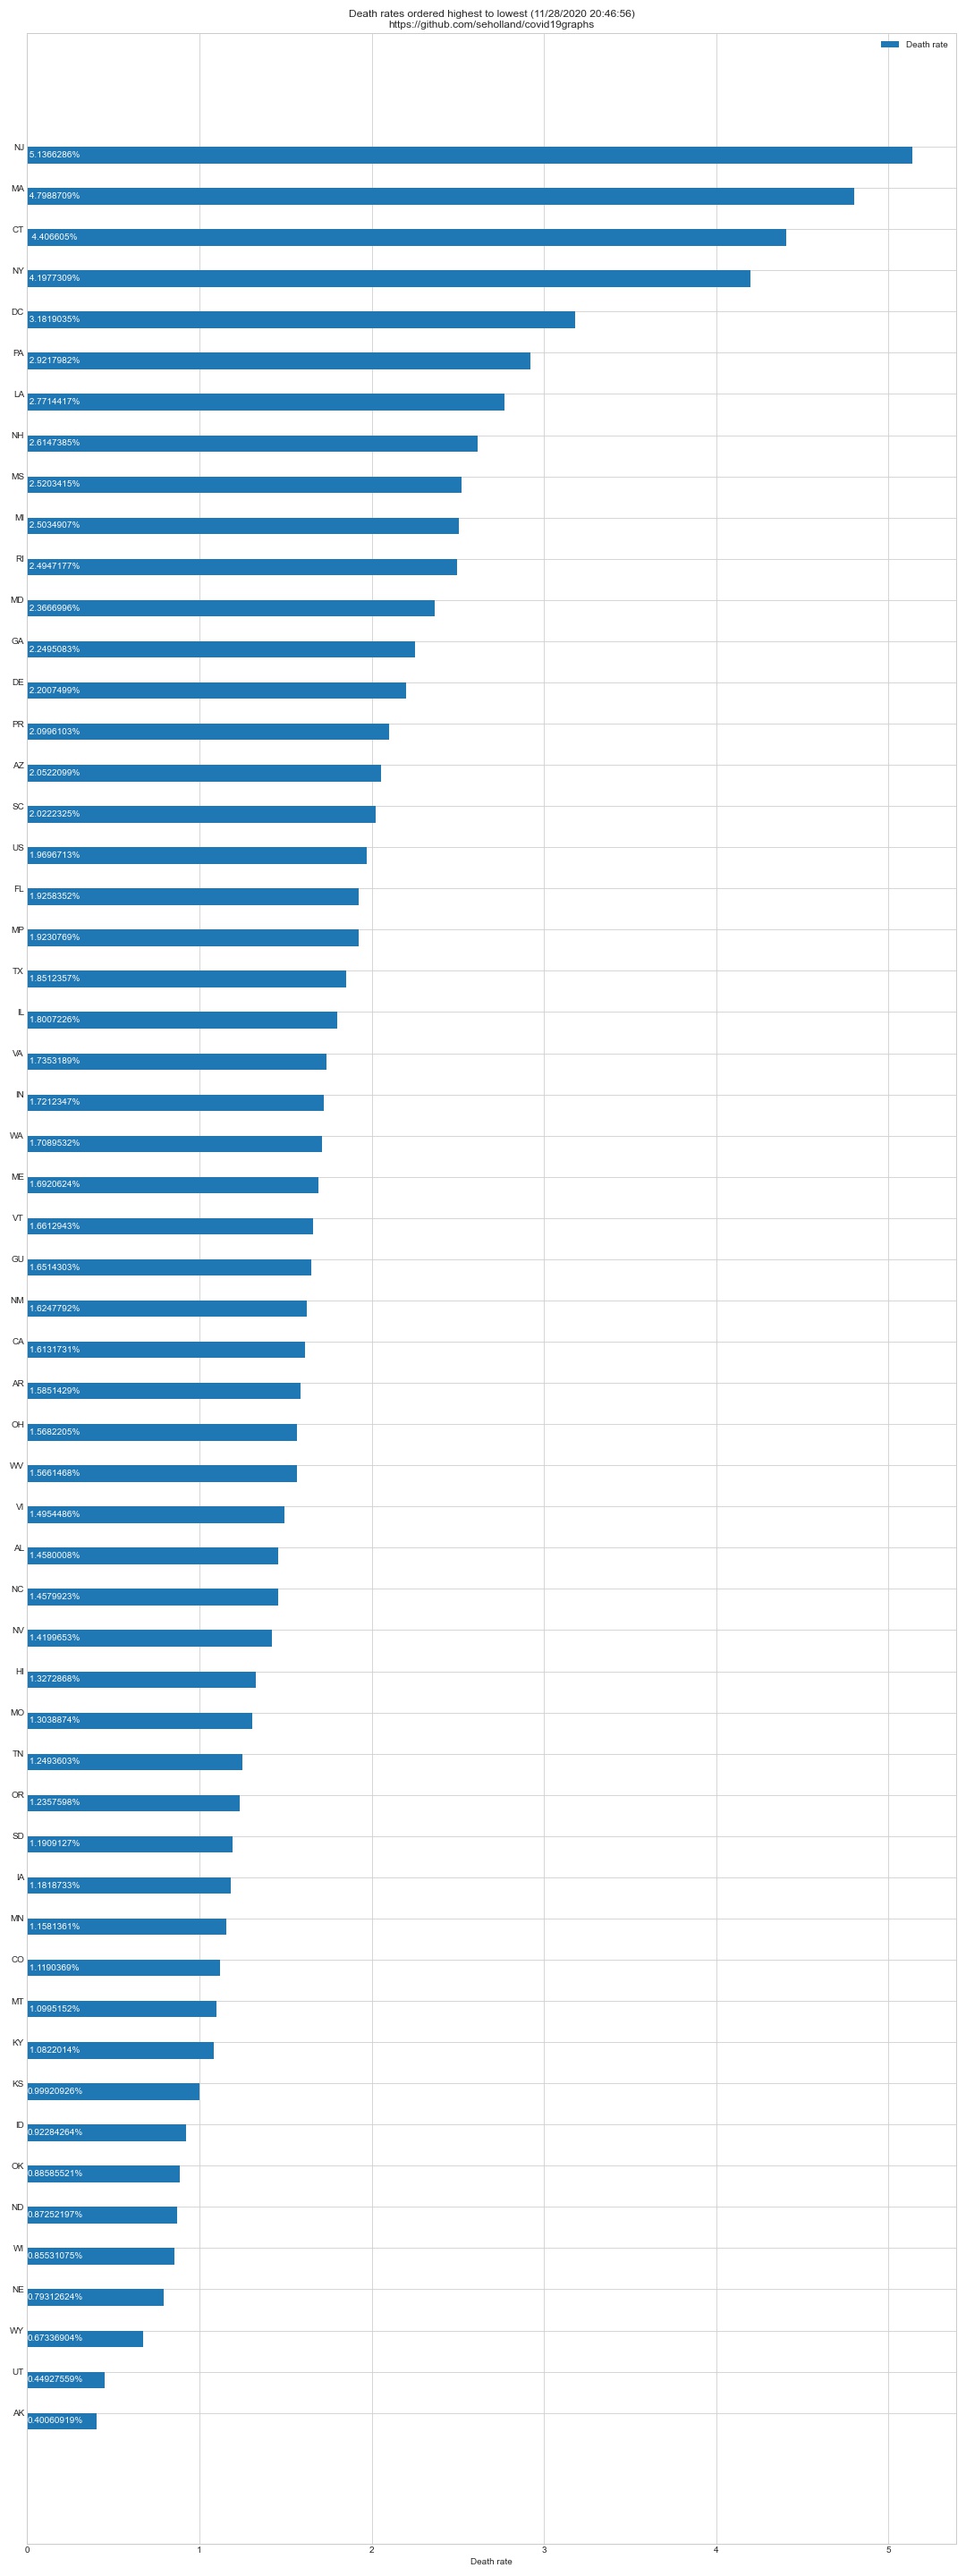 Death rates ordered highest to lowest (11/28/2020 20:46:56)
https://github.com/seholland/covid19graphs
Death rate
NJ 5.1366286%
MA 4.7988709%
CT 4.406605%
NY 4.1977309%
DC 3.1819035%
PA 2.9217982%
LA 2.7714417%
NH 2.6147385%
MS 2.5203415%
MI 2.5034907%
RI 2.4947177%
MD 2.3666996%
GA 2.2495083%
DE 2.2007499%
PR 2.0996103%
AZ 2.0522099%
SC 2.0222325%
US 1.9696713%
FL 1.9258352%
MP 1.9230769%
TX 1.8512357%
IL 1.8007226%
VA 1.7353189%
IN 1.7212347%
WA 1.7089532%
ME 1.6920624%
VT 1.6612943%
GU 1.6514303%
NM 1.6247792%
CA 1.6131731%
AR 1.5851429%
OH 1.5682205%
WV 1.5661468%
VI 1.4954486%
AL 1.4580008%
NC 1.4579923%
NV 1.4199653%
HI 1.3272868%
MO 1.3038874%
TN 1.2493603%
OR 1.2357598%
SD 1.1909127%
IA 1.1818733%
MN 1.1581361%
CO 1.1190369%
MT 1.0995152%
KY 1.0822014%
KS 0.99920926%
ID 0.92284264%
OK 0.88585521%
ND 0.87252197%
WI 0.85531075%
NE 0.79312624%
WY 0.67336904%
UT 0.44927559%
AK 0.40060919%
0 1 2 3 4 5
Death rate